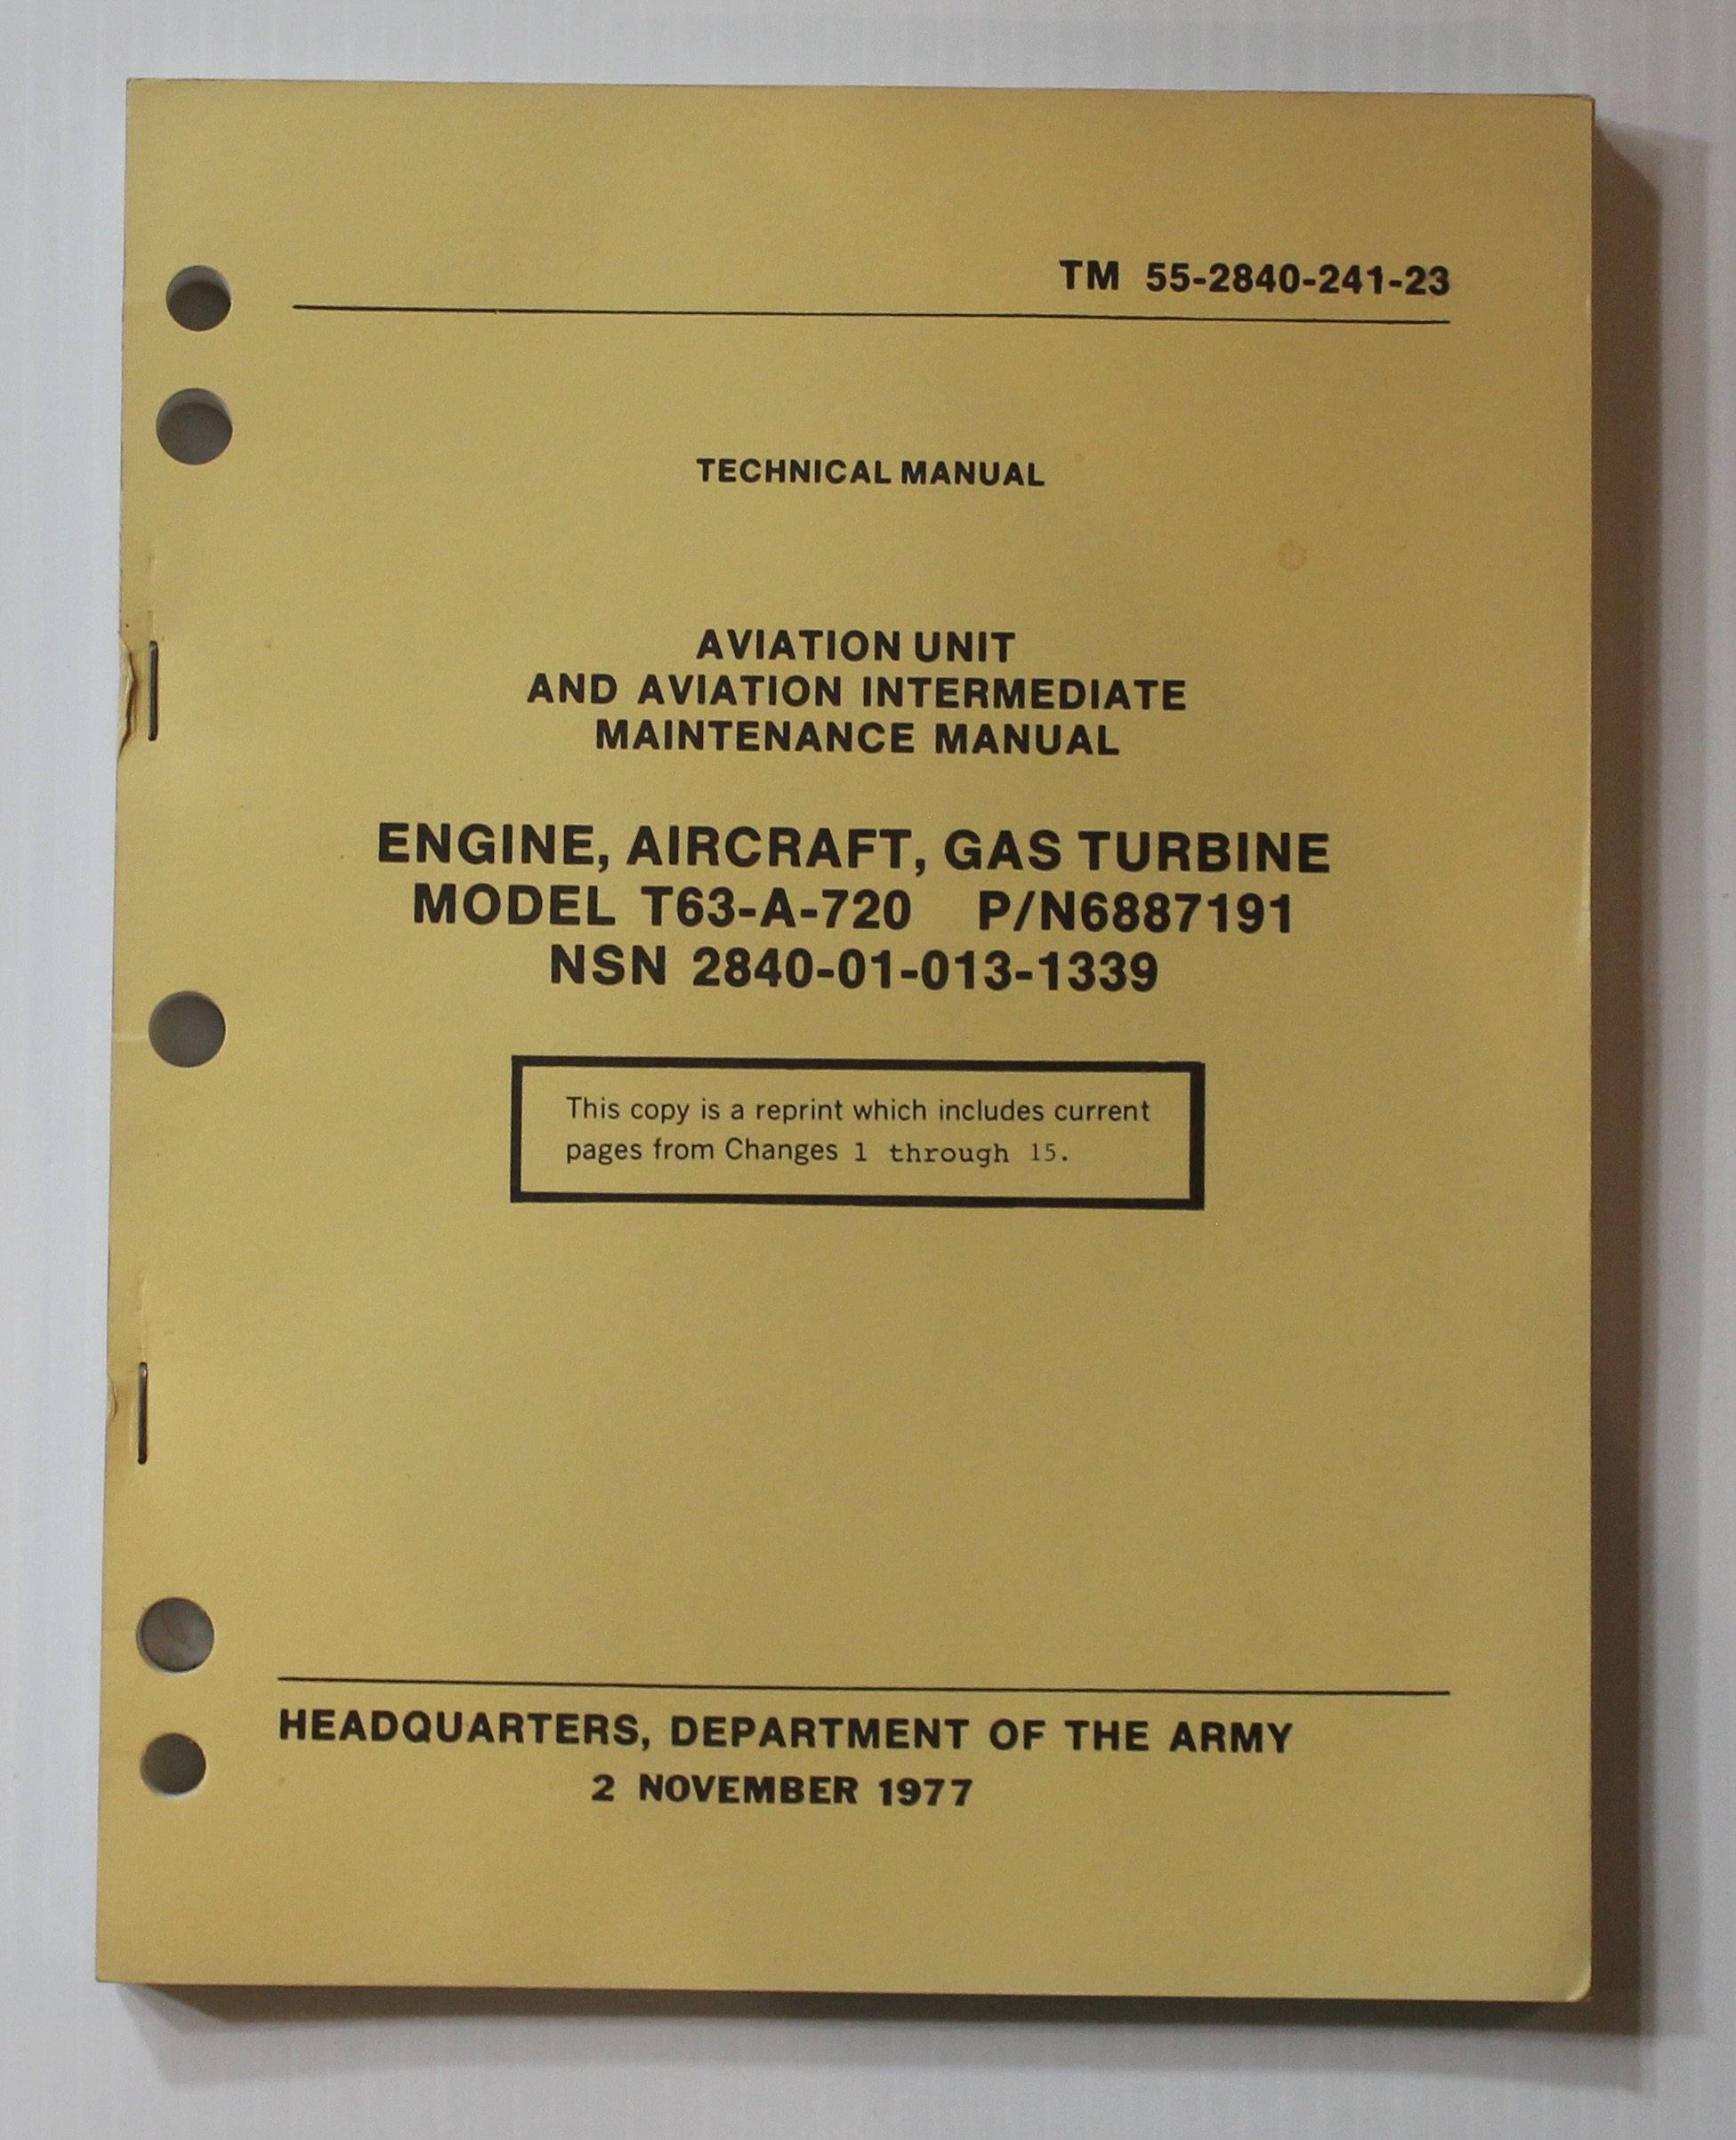 TM 55-2840-241-23
TECHNICAL MANUAL
AVIATION UNIT
AND AVIATION INTERMEDIATE
MAINTENANCE MANUAL
ENGINE, AIRCRAFT, GAS TURBINE
MODEL T63-A-720 P/N6887191
NSN 2840-01-013-1339
This copy is a reprint which includes current
pages from Changes 1 through 15.
HEADQUARTERS, DEPARTMENT OF THE ARMY
2 NOVEMBER 1977